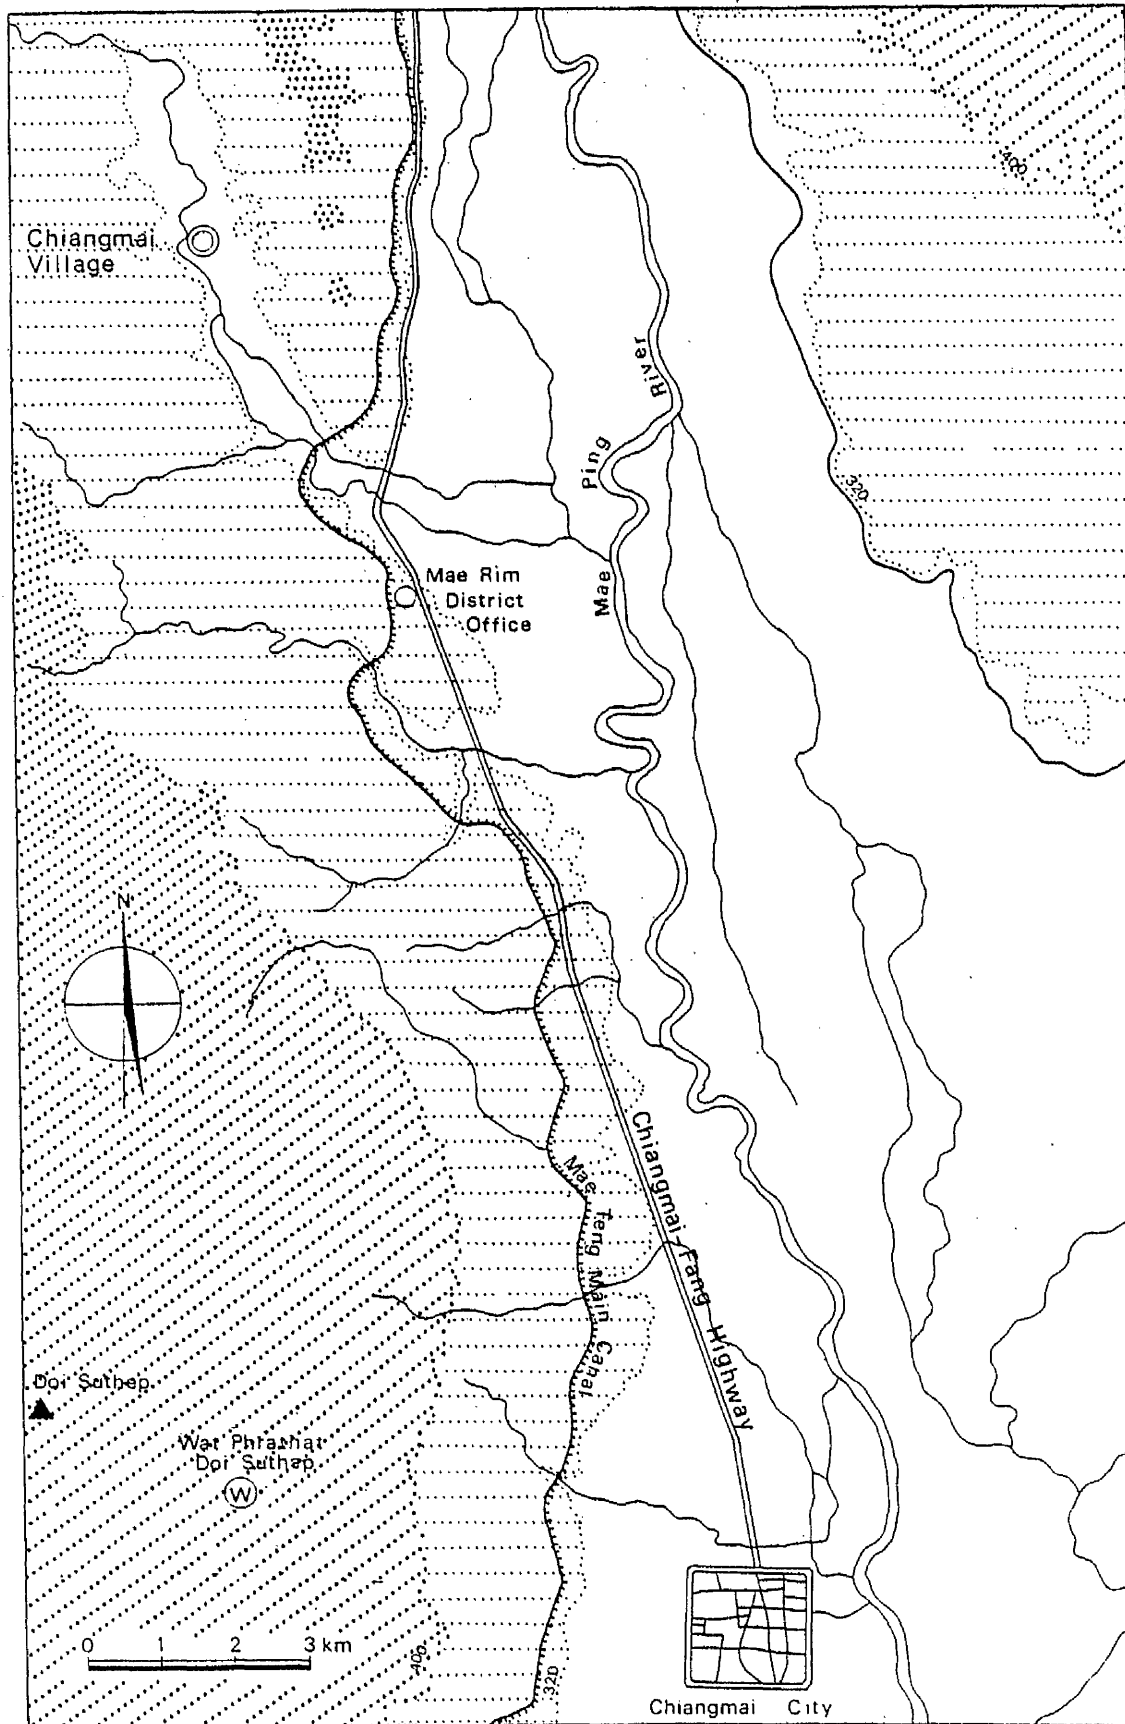 400
Chiangmai
Village
Mae Ping River
320
Mae Rim
District
Office
N
Mae Teng Main Canal
Chiangmai-Fang Highway
Doi Suthep
Wat Phrathat
Doi Suthep
W
0 1 2 3 km
400
320
Chiangmai City